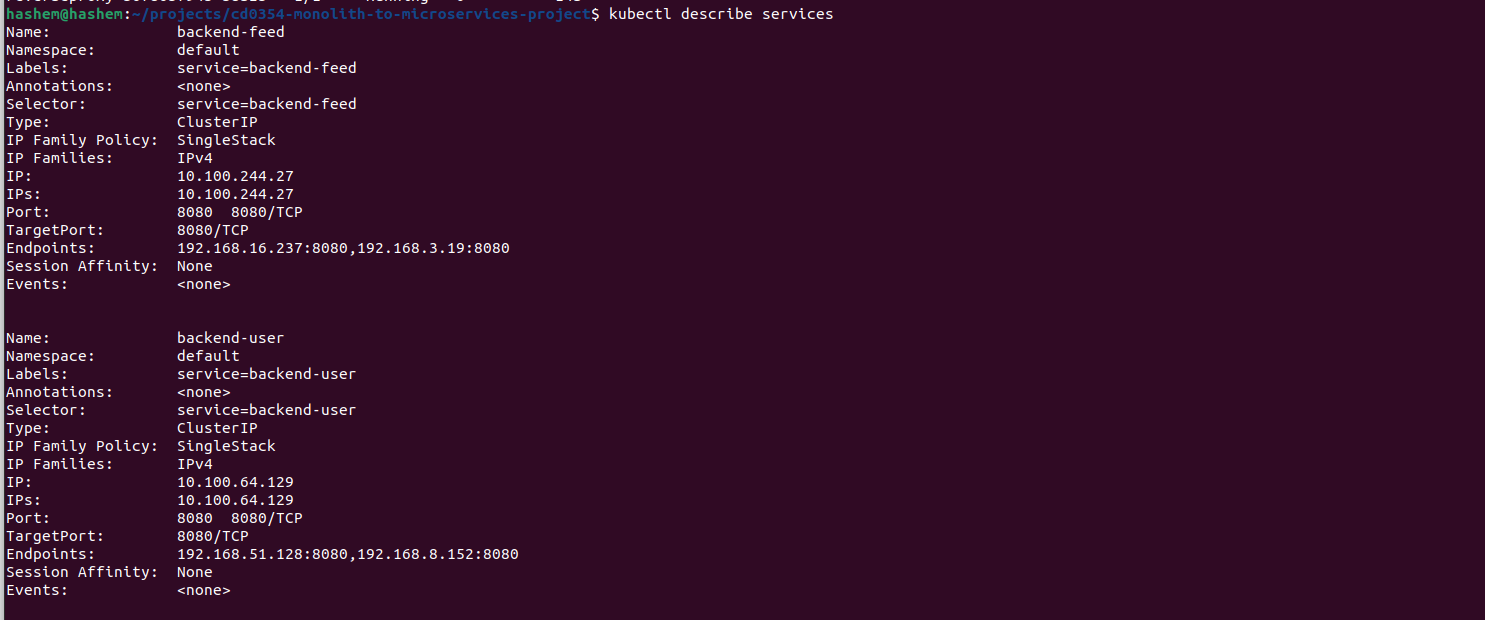 hashem@hashem:~/projects/cd0354-monolith-to-microservices-project$ kubectl describe services
Name:              backend-feed
Namespace:         default
Labels:            service=backend-feed
Annotations:       <none>
Selector:          service=backend-feed
Type:              ClusterIP
IP Family Policy:  SingleStack
IP Families:       IPv4
IP:                10.100.244.27
IPs:               10.100.244.27
Port:              8080  8080/TCP
TargetPort:        8080/TCP
Endpoints:         192.168.16.237:8080,192.168.3.19:8080
Session Affinity:  None
Events:            <none>

Name:              backend-user
Namespace:         default
Labels:            service=backend-user
Annotations:       <none>
Selector:          service=backend-user
Type:              ClusterIP
IP Family Policy:  SingleStack
IP Families:       IPv4
IP:                10.100.64.129
IPs:               10.100.64.129
Port:              8080  8080/TCP
TargetPort:        8080/TCP
Endpoints:         192.168.51.128:8080,192.168.8.152:8080
Session Affinity:  None
Events:            <none>